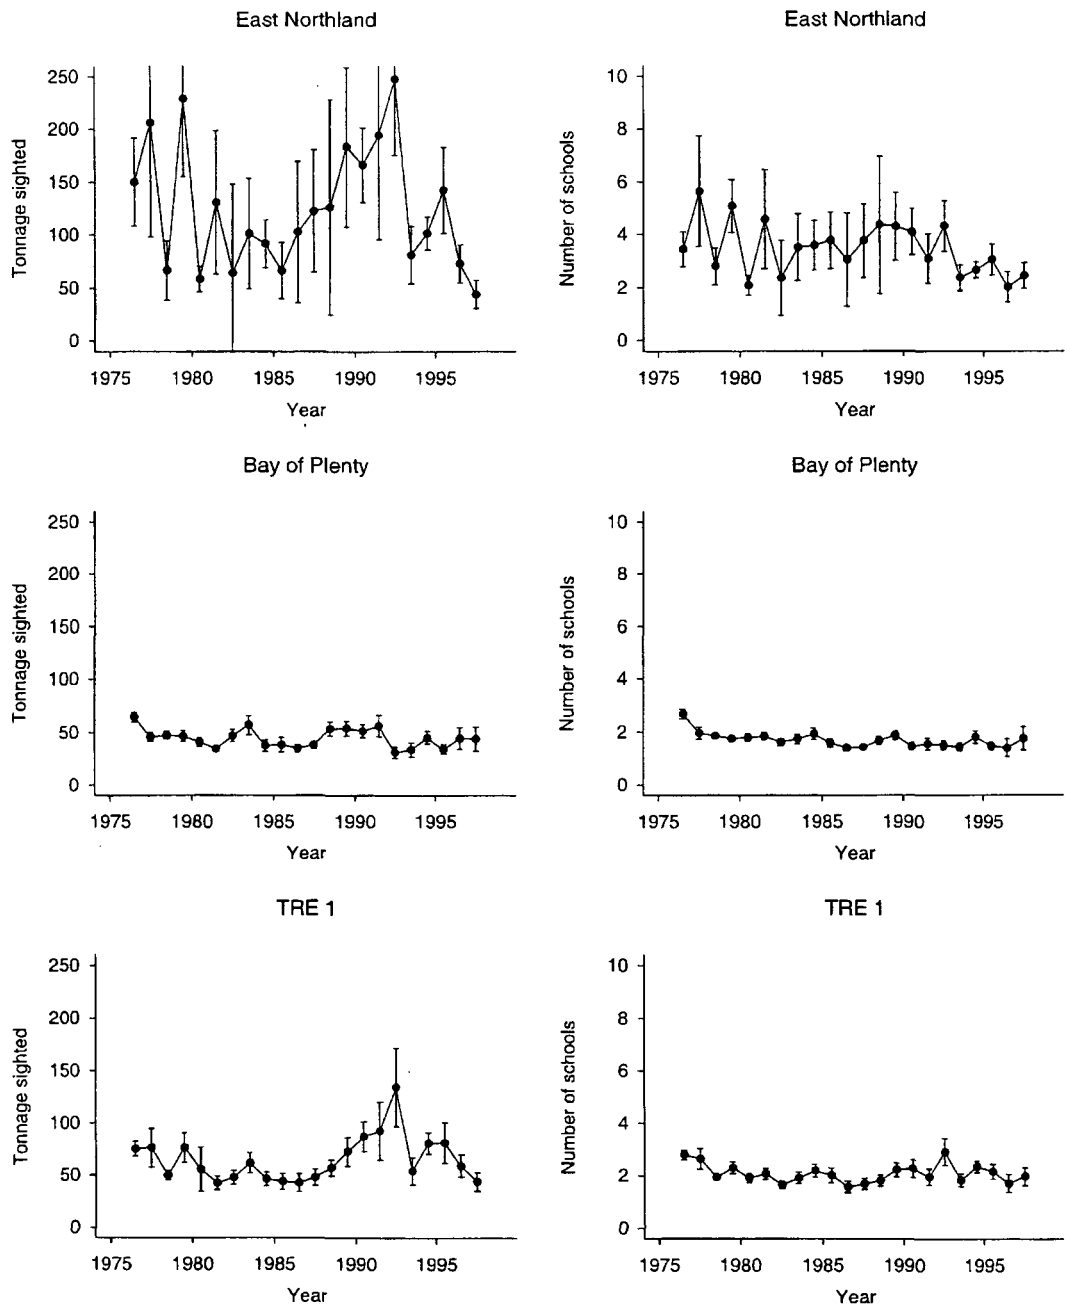 East Northland
Tonnage sighted
250
200
150
100
50
0
1975 1980 1985 1990 1995
Year
East Northland
Number of schools
10
8
6
4
2
0
1975 1980 1985 1990 1995
Year
Bay of Plenty
Tonnage sighted
250
200
150
100
50
0
1975 1980 1985 1990 1995
Year
Bay of Plenty
Number of schools
10
8
6
4
2
0
1975 1980 1985 1990 1995
Year
TRE 1
Tonnage sighted
250
200
150
100
50
0
1975 1980 1985 1990 1995
Year
TRE 1
Number of schools
10
8
6
4
2
0
1975 1980 1985 1990 1995
Year